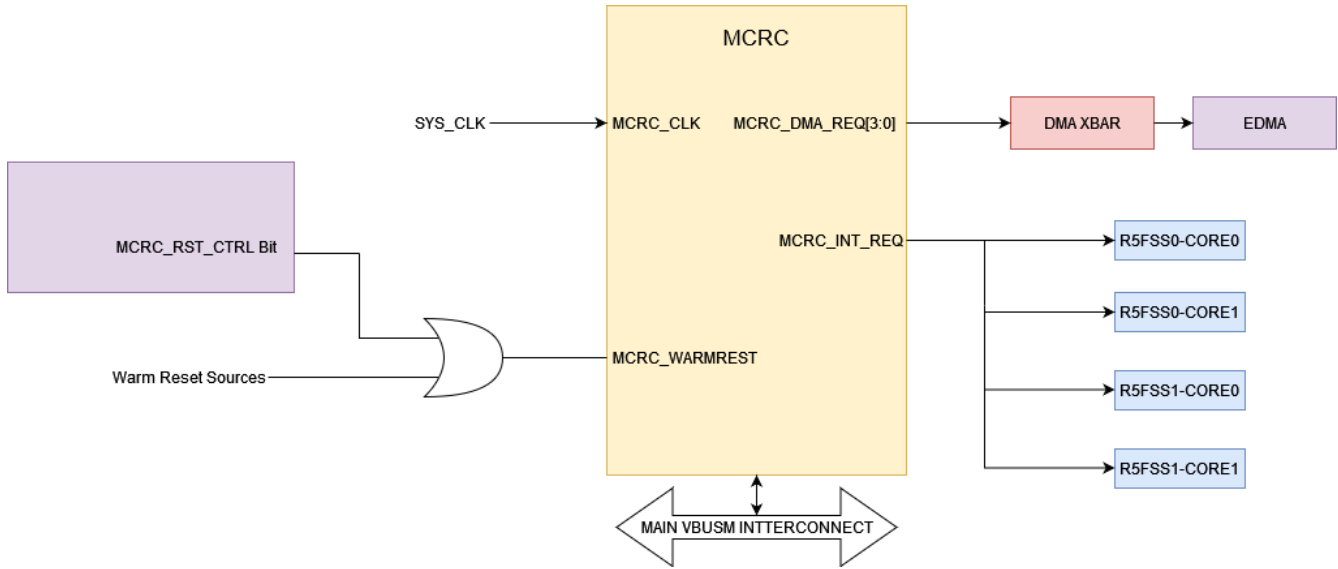 MCRC
SYS_CLK
MCRC_CLK
MCRC_DMA_REQ[3:0]
DMA XBAR
EDMA
MCRC_RST_CTRL Bit
MCRC_INT_REQ
R5FSS0-CORE0
R5FSS0-CORE1
MCRC_WARMREST
Warm Reset Sources
R5FSS1-CORE0
R5FSS1-CORE1
MAIN VBUSM INTTERCONNECT